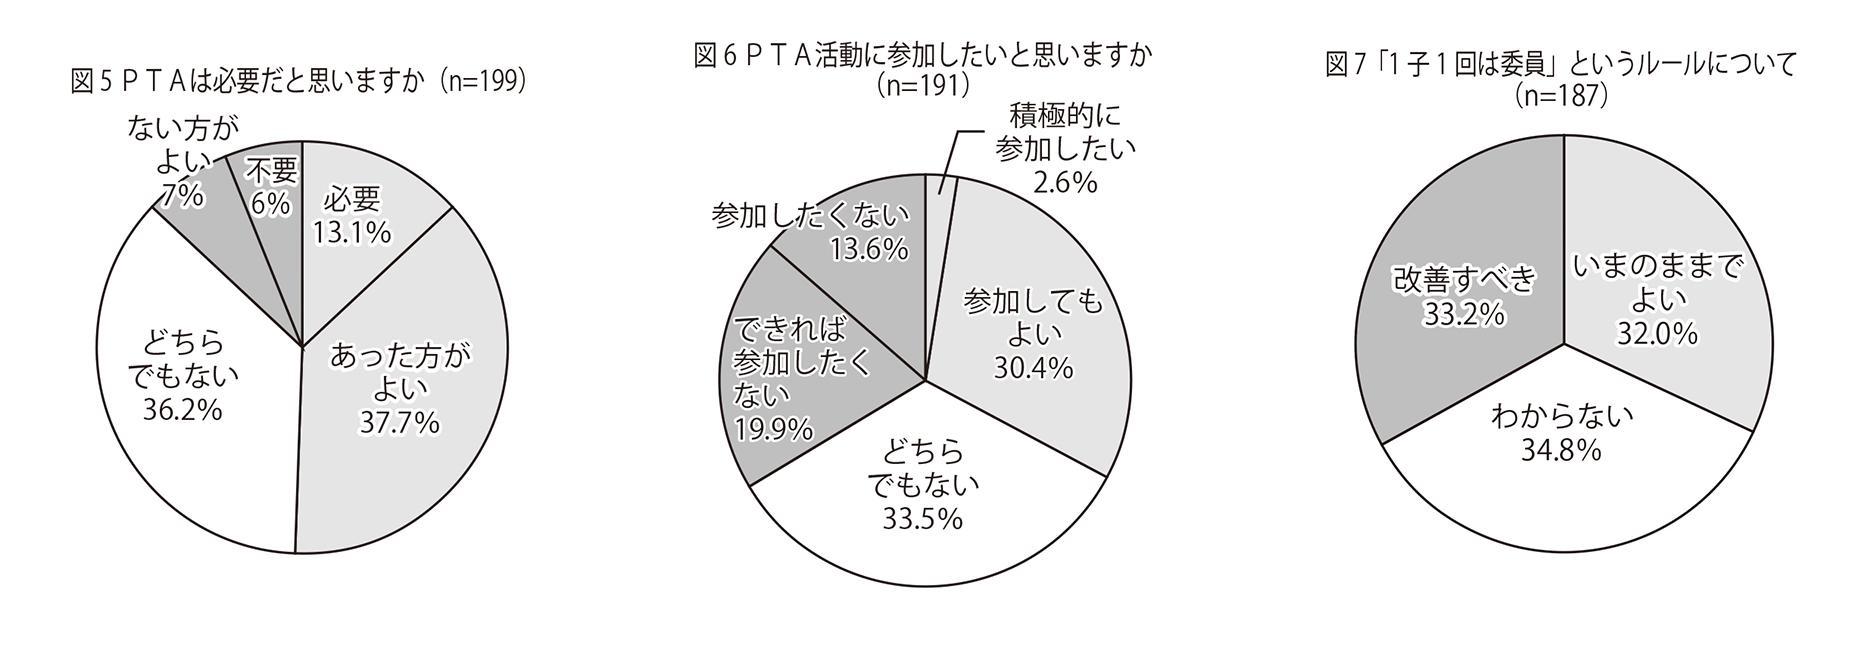 図5 PTAは必要だと思いますか(n=199)
ない方が
よい
7%
不要
6%
必要
13.1%
どちら
でもない
36.2%
あった方が
よい
37.7%
図6 PTA活動に参加したいと思いますか
(n=191)
積極的に
参加したい
2.6%
参加したくない
13.6%
参加しても
よい
30.4%
できれば
参加したく
ない
19.9%
どちら
でもない
33.5%
図7「1子1回は委員」というルールについて
(n=187)
改善すべき
33.2%
いまのままで
よい
32.0%
わからない
34.8%